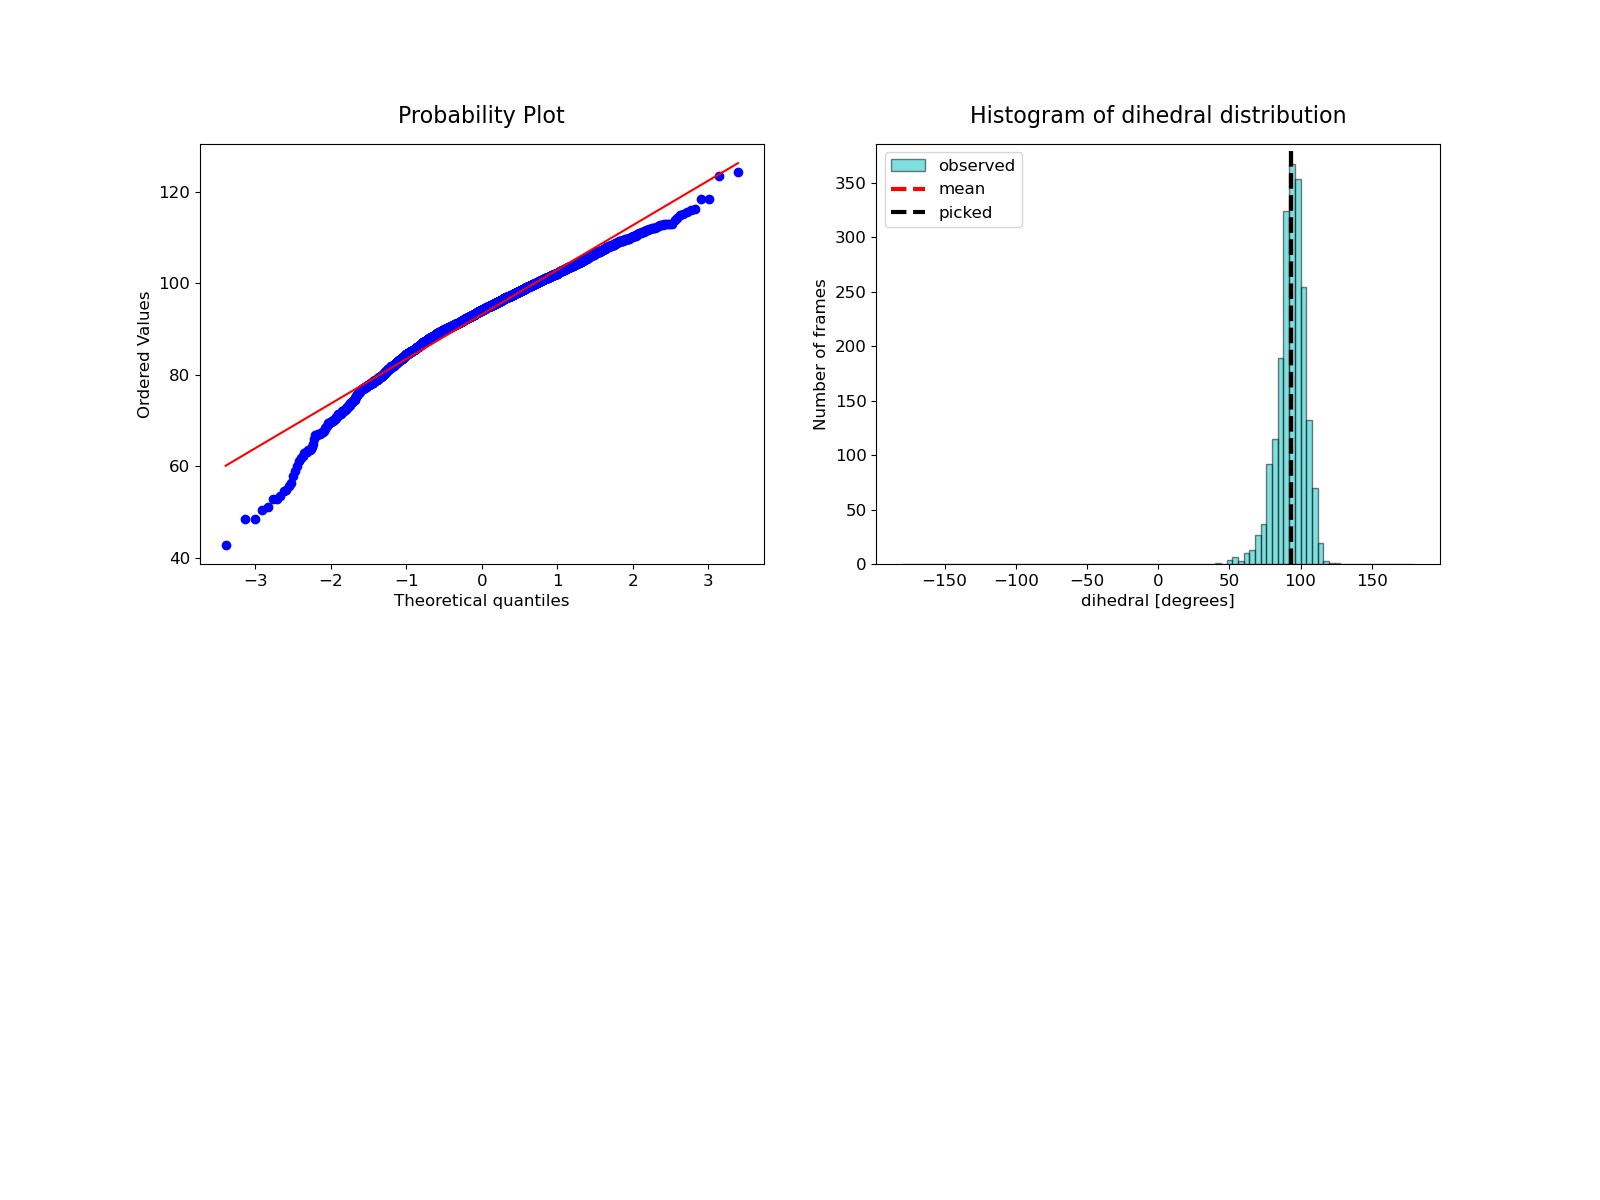 Probability Plot
Ordered Values
120
100
80
60
40
−3 −2 −1 0 1 2 3
Theoretical quantiles
Histogram of dihedral distribution
observed
mean
picked
Number of frames
350
300
250
200
150
100
50
0
−150 −100 −50 0 50 100 150
dihedral [degrees]